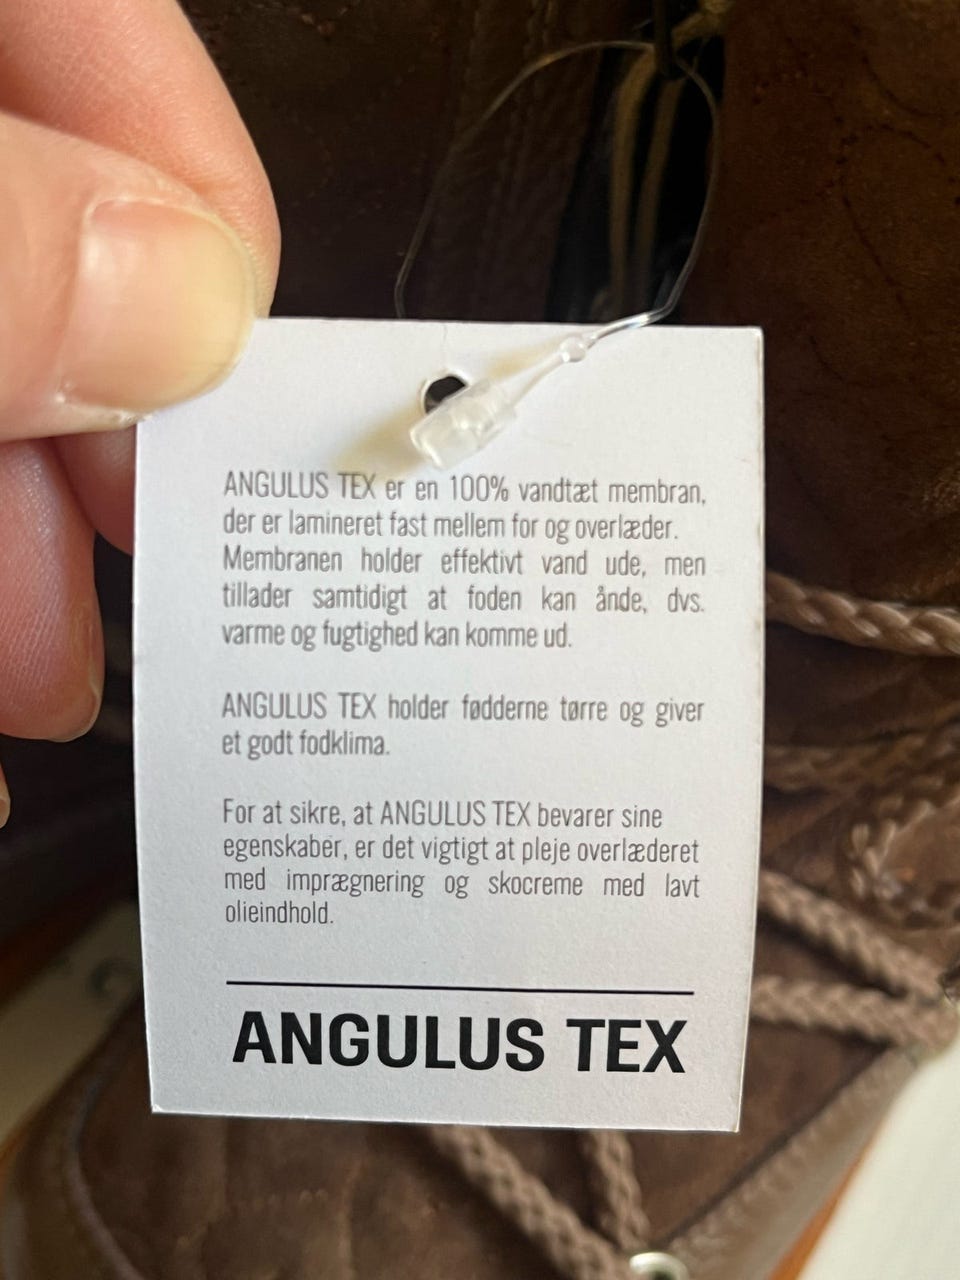 ANGULUS TEX er en 100% vandtæt membran,
der er lamineret fast mellem for og overlæder.
Membranen holder effektivt vand ude, men
tillader samtidigt at foden kan ånde, dvs.
varme og fugtighed kan komme ud.
ANGULUS TEX holder fødderne tørre og giver
et godt fodklima.
For at sikre, at ANGULUS TEX bevarer sine
egenskaber, er det vigtigt at pleje overlæderet
med imprægnering og skocreme med lavt
olieindhold.
ANGULUS TEX